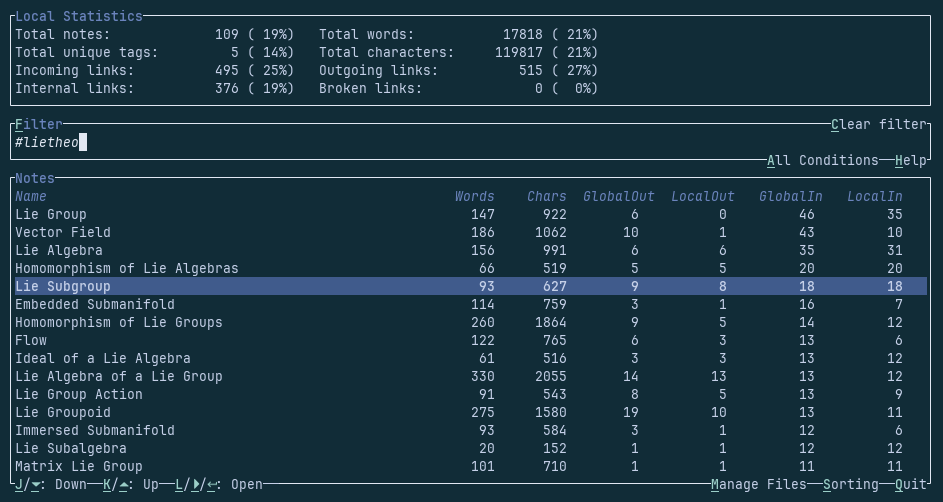 Local Statistics
Total notes: 109 ( 19%) Total words: 17818 ( 21%)
Total unique tags: 5 ( 14%) Total characters: 119817 ( 21%)
Incoming links: 495 ( 25%) Outgoing links: 515 ( 27%)
Internal links: 376 ( 19%) Broken links: 0 ( 0%)
Filter Clear filter
#lietheo
All Conditions Help
Notes
Name Words Chars GlobalOut LocalOut GlobalIn LocalIn
Lie Group 147 922 6 0 46 35
Vector Field 186 1062 10 1 43 10
Lie Algebra 156 991 6 6 35 31
Homomorphism of Lie Algebras 66 519 5 5 20 20
Lie Subgroup 93 627 9 8 18 18
Embedded Submanifold 114 759 3 1 16 7
Homomorphism of Lie Groups 260 1864 9 5 14 12
Flow 122 765 6 3 13 6
Ideal of a Lie Algebra 61 516 3 3 13 12
Lie Algebra of a Lie Group 330 2055 14 13 13 12
Lie Group Action 91 543 8 5 13 9
Lie Groupoid 275 1580 19 10 13 11
Immersed Submanifold 93 584 3 1 12 6
Lie Subalgebra 20 152 1 1 12 12
Matrix Lie Group 101 710 1 1 11 11
J/▼: Down K/▲: Up L/▶/↩: Open Manage Files Sorting Quit